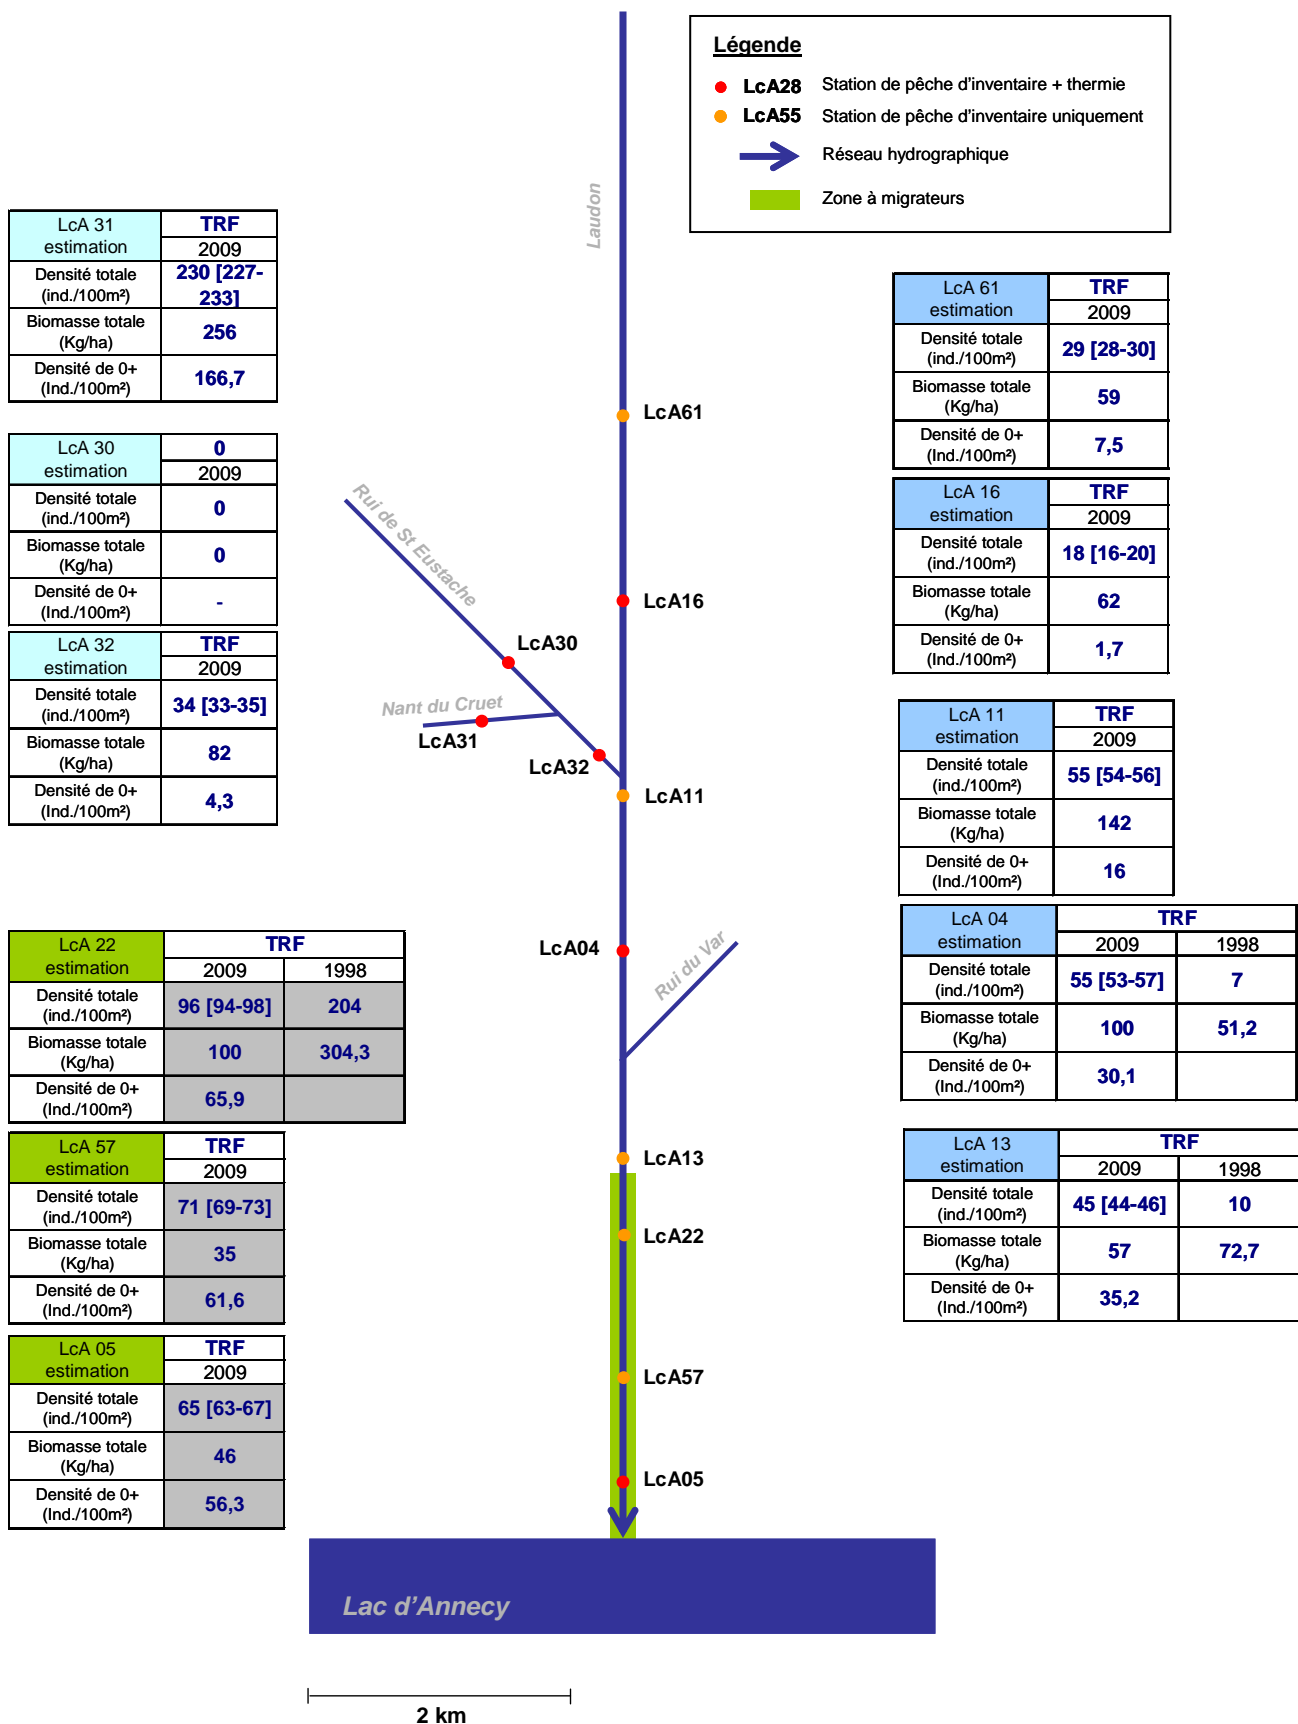 Légende
LcA28 Station de pêche d'inventaire + thermie
LcA55 Station de pêche d'inventaire uniquement
Réseau hydrographique
Zone à migrateurs
Laudon
LcA 31 TRF
estimation 2009
Densité totale
(ind./100m²)
230 [227-
233]
Biomasse totale
(Kg/ha)
256
Densité de 0+
(Ind./100m²)
166,7
LcA 30 0
estimation 2009
Densité totale
(ind./100m²)
0
Biomasse totale
(Kg/ha)
0
Densité de 0+
(Ind./100m²)
-
LcA 32 TRF
estimation 2009
Densité totale
(ind./100m²)
34 [33-35]
Biomasse totale
(Kg/ha)
82
Densité de 0+
(Ind./100m²)
4,3
LcA 22 TRF
estimation 2009 1998
Densité totale
(ind./100m²)
96 [94-98] 204
Biomasse totale
(Kg/ha)
100 304,3
Densité de 0+
(Ind./100m²)
65,9
LcA 57 TRF
estimation 2009
Densité totale
(ind./100m²)
71 [69-73]
Biomasse totale
(Kg/ha)
35
Densité de 0+
(Ind./100m²)
61,6
LcA 05 TRF
estimation 2009
Densité totale
(ind./100m²)
65 [63-67]
Biomasse totale
(Kg/ha)
46
Densité de 0+
(Ind./100m²)
56,3
LcA61
Rui de St Eustache
LcA16
LcA30
Nant du Cruet
LcA31
LcA32
LcA11
LcA04
Rui du Var
LcA13
LcA22
LcA57
LcA05
Lac d'Annecy
2 km
LcA 61 TRF
estimation 2009
Densité totale
(ind./100m²)
29 [28-30]
Biomasse totale
(Kg/ha)
59
Densité de 0+
(Ind./100m²)
7,5
LcA 16 TRF
estimation 2009
Densité totale
(ind./100m²)
18 [16-20]
Biomasse totale
(Kg/ha)
62
Densité de 0+
(Ind./100m²)
1,7
LcA 11 TRF
estimation 2009
Densité totale
(ind./100m²)
55 [54-56]
Biomasse totale
(Kg/ha)
142
Densité de 0+
(Ind./100m²)
16
LcA 04 TRF
estimation 2009 1998
Densité totale
(ind./100m²)
55 [53-57] 7
Biomasse totale
(Kg/ha)
100 51,2
Densité de 0+
(Ind./100m²)
30,1
LcA 13 TRF
estimation 2009 1998
Densité totale
(ind./100m²)
45 [44-46] 10
Biomasse totale
(Kg/ha)
57 72,7
Densité de 0+
(Ind./100m²)
35,2